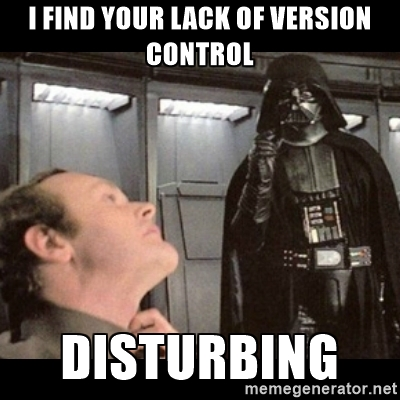 I FIND YOUR LACK OF VERSION
CONTROL
DISTURBING
memegenerator.net